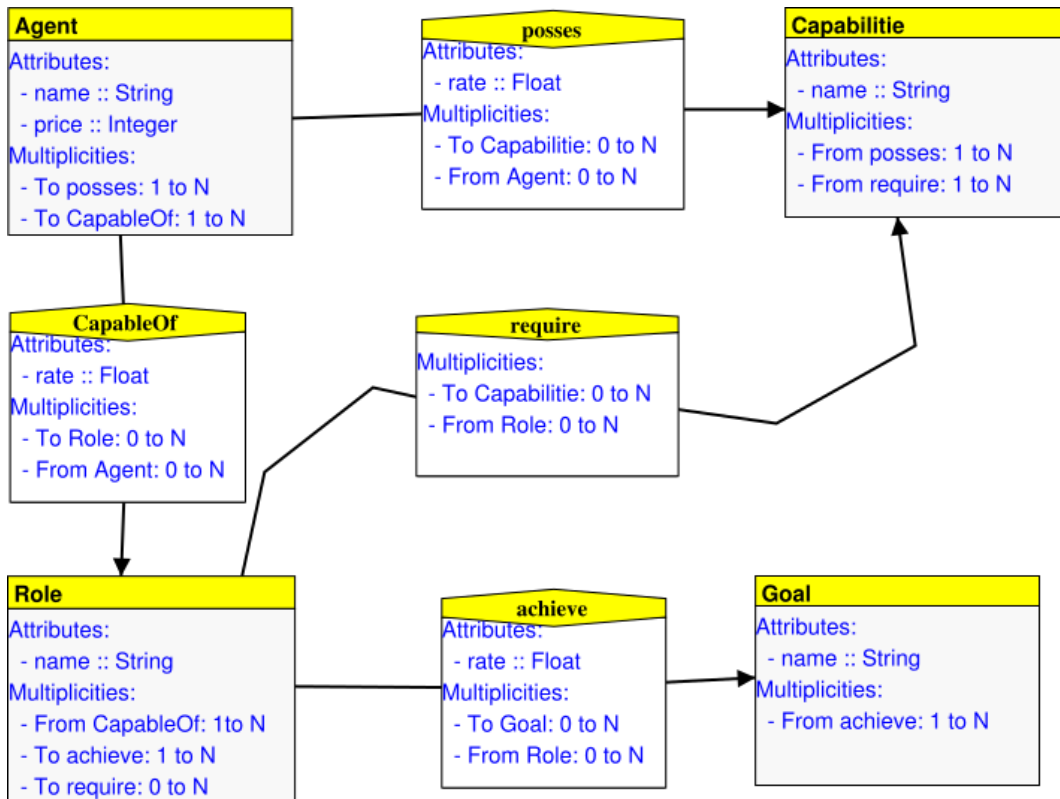 Agent
Attributes:
- name :: String
- price :: Integer
Multiplicities:
- To posses: 1 to N
- To CapableOf: 1 to N
posses
Attributes:
- rate :: Float
Multiplicities:
- To Capabilitie: 0 to N
- From Agent: 0 to N
Capabilitie
Attributes:
- name :: String
Multiplicities:
- From posses: 1 to N
- From require: 1 to N
CapableOf
Attributes:
- rate :: Float
Multiplicities:
- To Role: 0 to N
- From Agent: 0 to N
require
Multiplicities:
- To Capabilitie: 0 to N
- From Role: 0 to N
Role
Attributes:
- name :: String
Multiplicities:
- From CapableOf: 1to N
- To achieve: 1 to N
- To require: 0 to N
achieve
Attributes:
- rate :: Float
Multiplicities:
- To Goal: 0 to N
- From Role: 0 to N
Goal
Attributes:
- name :: String
Multiplicities:
- From achieve: 1 to N